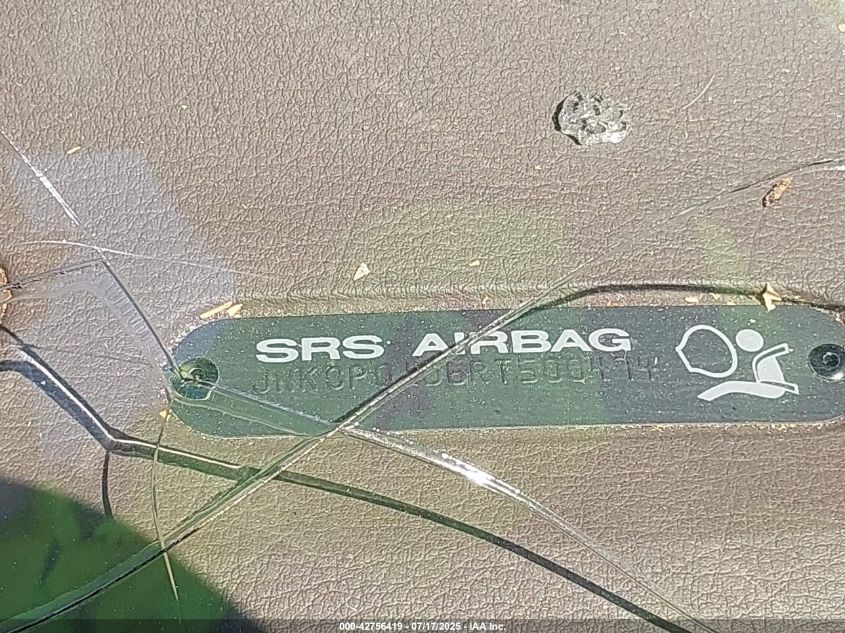 SRS AIRBAG
000-42756419 - 07/17/2025 - IAA Inc.